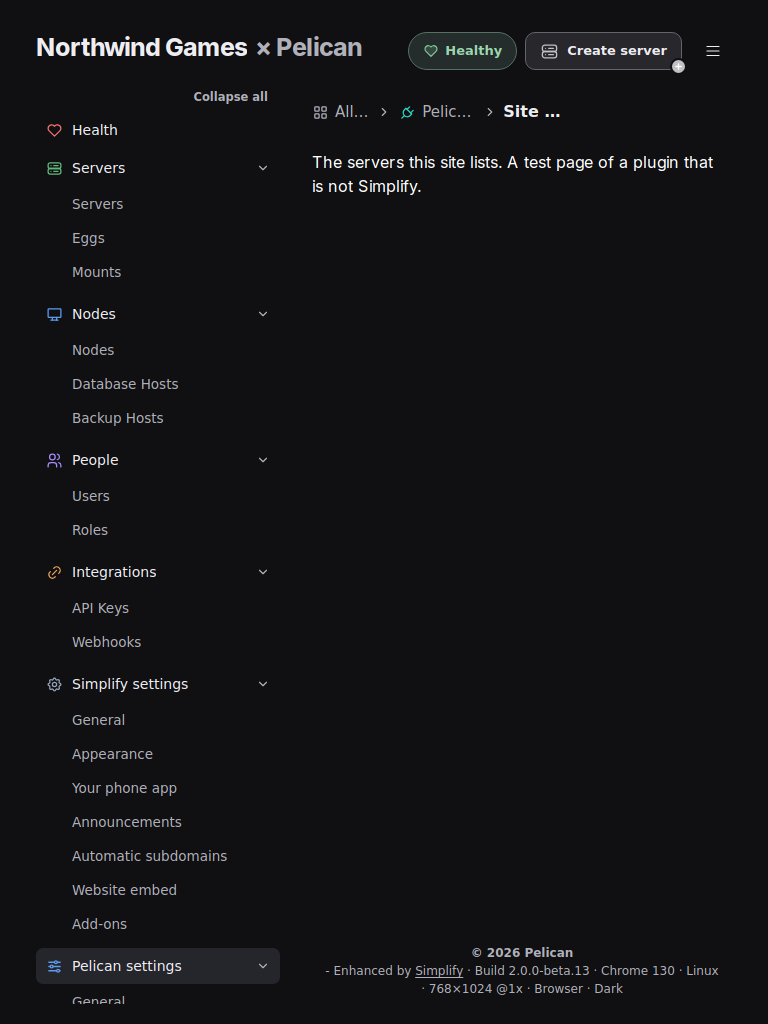 Northwind Games × Pelican
Healthy
Create server
Collapse all
Health
Servers
Servers
Eggs
Mounts
Nodes
Nodes
Database Hosts
Backup Hosts
People
Users
Roles
Integrations
API Keys
Webhooks
Simplify settings
General
Appearance
Your phone app
Announcements
Automatic subdomains
Website embed
Add-ons
Pelican settings
General
All… > Pelic… > Site …
The servers this site lists. A test page of a plugin that
is not Simplify.
© 2026 Pelican
- Enhanced by Simplify · Build 2.0.0-beta.13 · Chrome 130 · Linux
· 768×1024 @1x · Browser · Dark